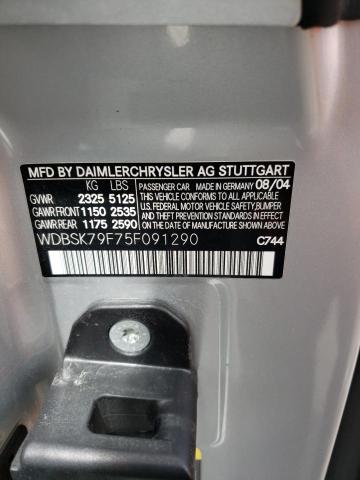 MFD BY DAIMLERCHRYSLER AG STUTTGART
KG LBS PASSENGER CAR MADE IN GERMANY 08/04
GVWR 2325 5125 THIS VEHICLE CONFORMS TO ALL APPLICABLE
GAWR FRONT 1150 2535 U.S. FEDERAL MOTOR VEHICLE SAFETY, BUMPER
GAWR REAR 1175 2590 AND THEFT PREVENTION STANDARDS IN EFFECT
ON THE DATE OF MANUFACTURE SHOWN ABOVE
WDBSK79F75F091290 C744